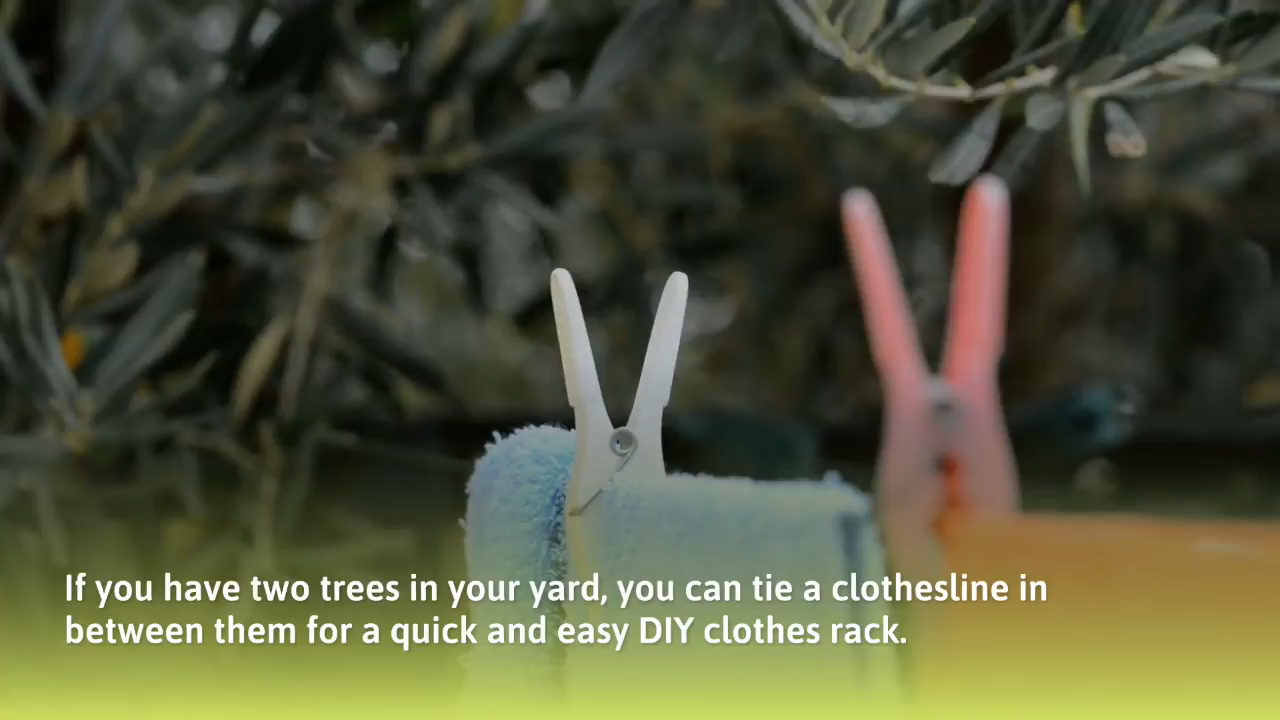 If you have two trees in your yard, you can tie a clothesline in
between them for a quick and easy DIY clothes rack.